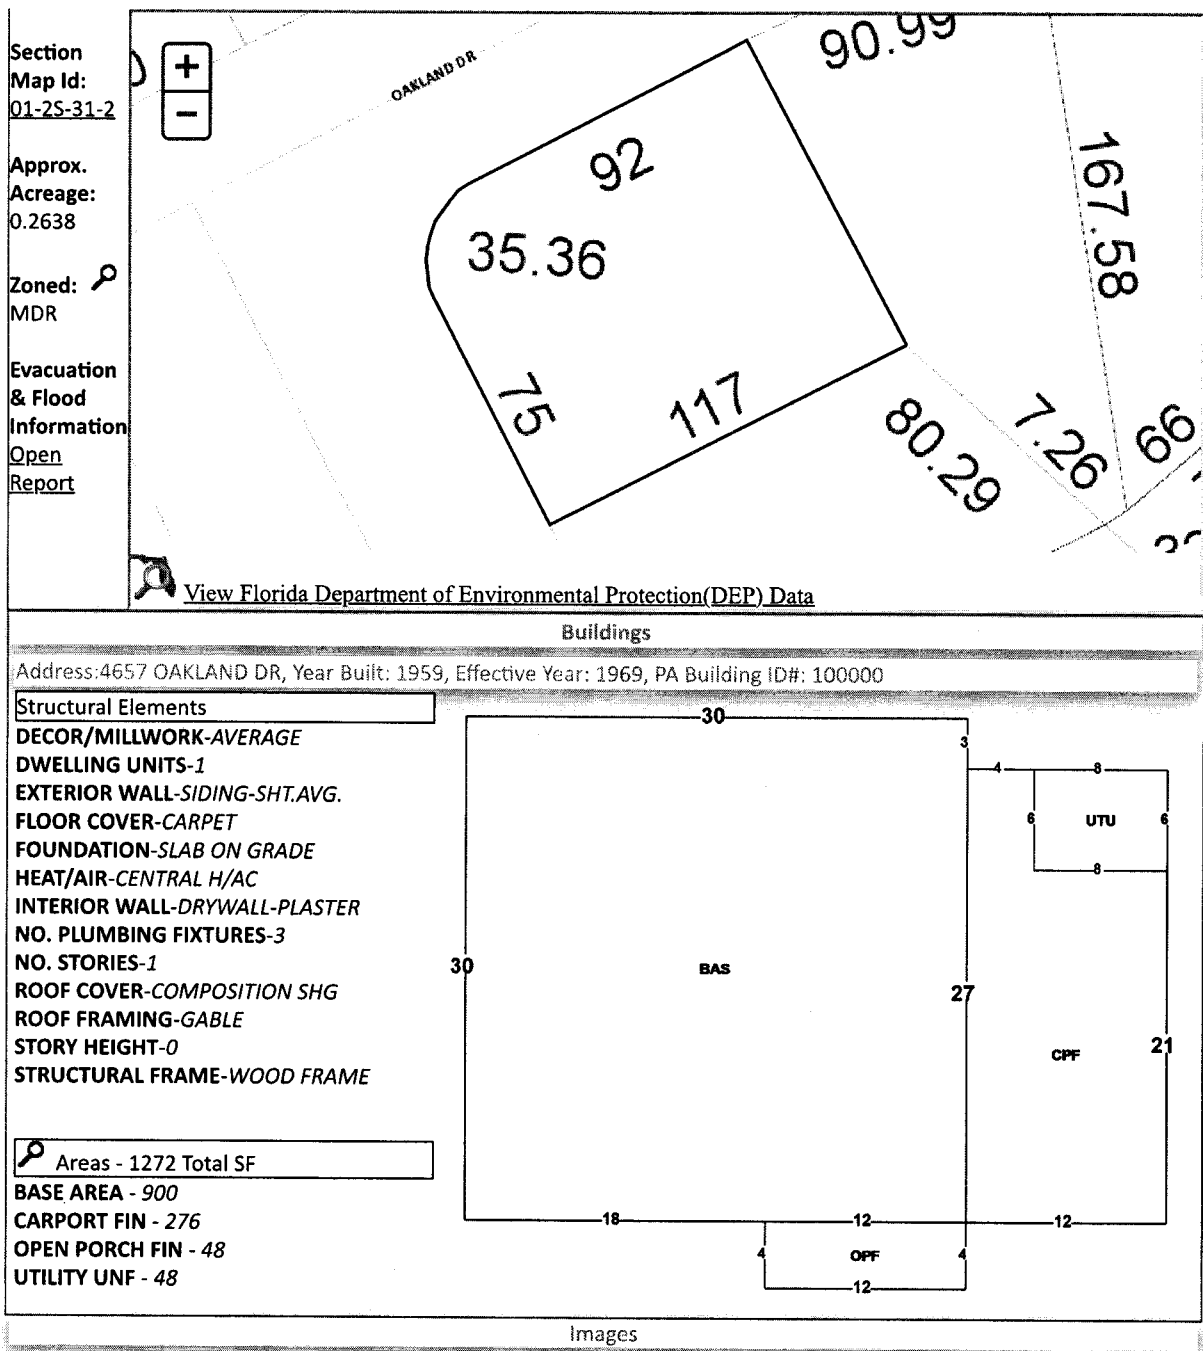 Section
Map Id:
01-2S-31-2
Approx.
Acreage:
0.2638
Zoned:
MDR
Evacuation
& Flood
Information
Open
Report
+
−
OAKLAND DR
90.99
92
35.36
167.58
75
117
80.29
7.26
66
View Florida Department of Environmental Protection(DEP) Data
Buildings
Address:4657 OAKLAND DR, Year Built: 1959, Effective Year: 1969, PA Building ID#: 100000
Structural Elements
DECOR/MILLWORK-AVERAGE
DWELLING UNITS-1
EXTERIOR WALL-SIDING-SHT.AVG.
FLOOR COVER-CARPET
FOUNDATION-SLAB ON GRADE
HEAT/AIR-CENTRAL H/AC
INTERIOR WALL-DRYWALL-PLASTER
NO. PLUMBING FIXTURES-3
NO. STORIES-1
ROOF COVER-COMPOSITION SHG
ROOF FRAMING-GABLE
STORY HEIGHT-0
STRUCTURAL FRAME-WOOD FRAME
Areas - 1272 Total SF
BASE AREA - 900
CARPORT FIN - 276
OPEN PORCH FIN - 48
UTILITY UNF - 48
30
3
4
8
6
UTU
6
8
30
BAS
27
CPF
21
18
12
12
4
OPF
4
12
Images